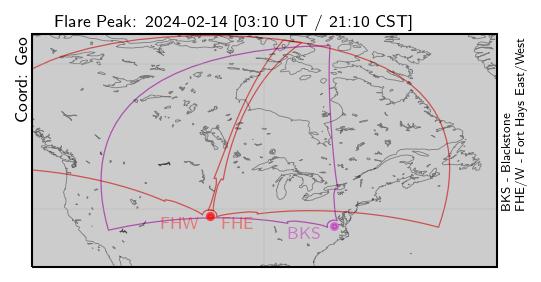 Flare Peak: 2024-02-14 [03:10 UT / 21:10 CST]
Coord: Geo
FHW
FHE
BKS
BKS - Blackstone
FHE/W - Fort Hays East/West